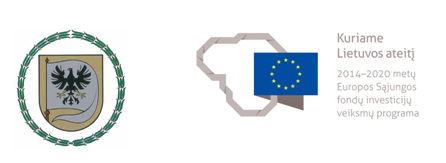 Kuriame
Lietuvos ateitį
2014–2020 metų
Europos Sąjungos
fondų investicijų
veiksmų programa